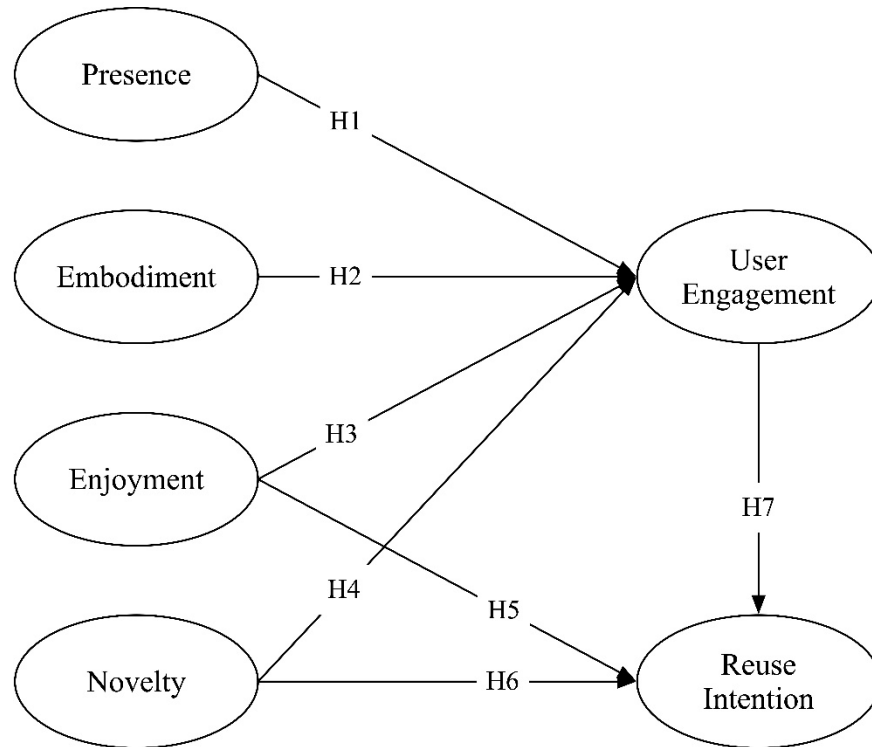 Presence
H1
Embodiment
H2
User
Engagement
Enjoyment
H3
H7
H4
H5
Novelty
H6
Reuse
Intention